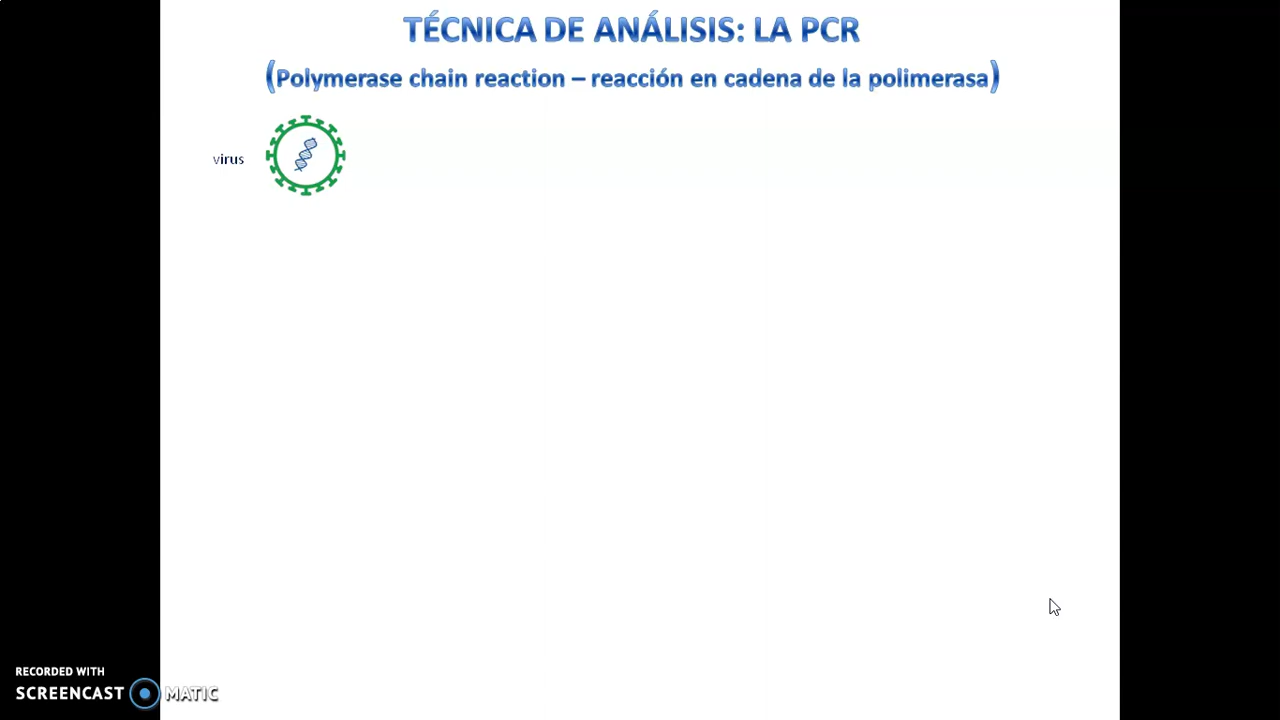 TÉCNICA DE ANÁLISIS: LA PCR
(Polymerase chain reaction – reacción en cadena de la polimerasa)
virus
RECORDED WITH
SCREENCAST MATIC